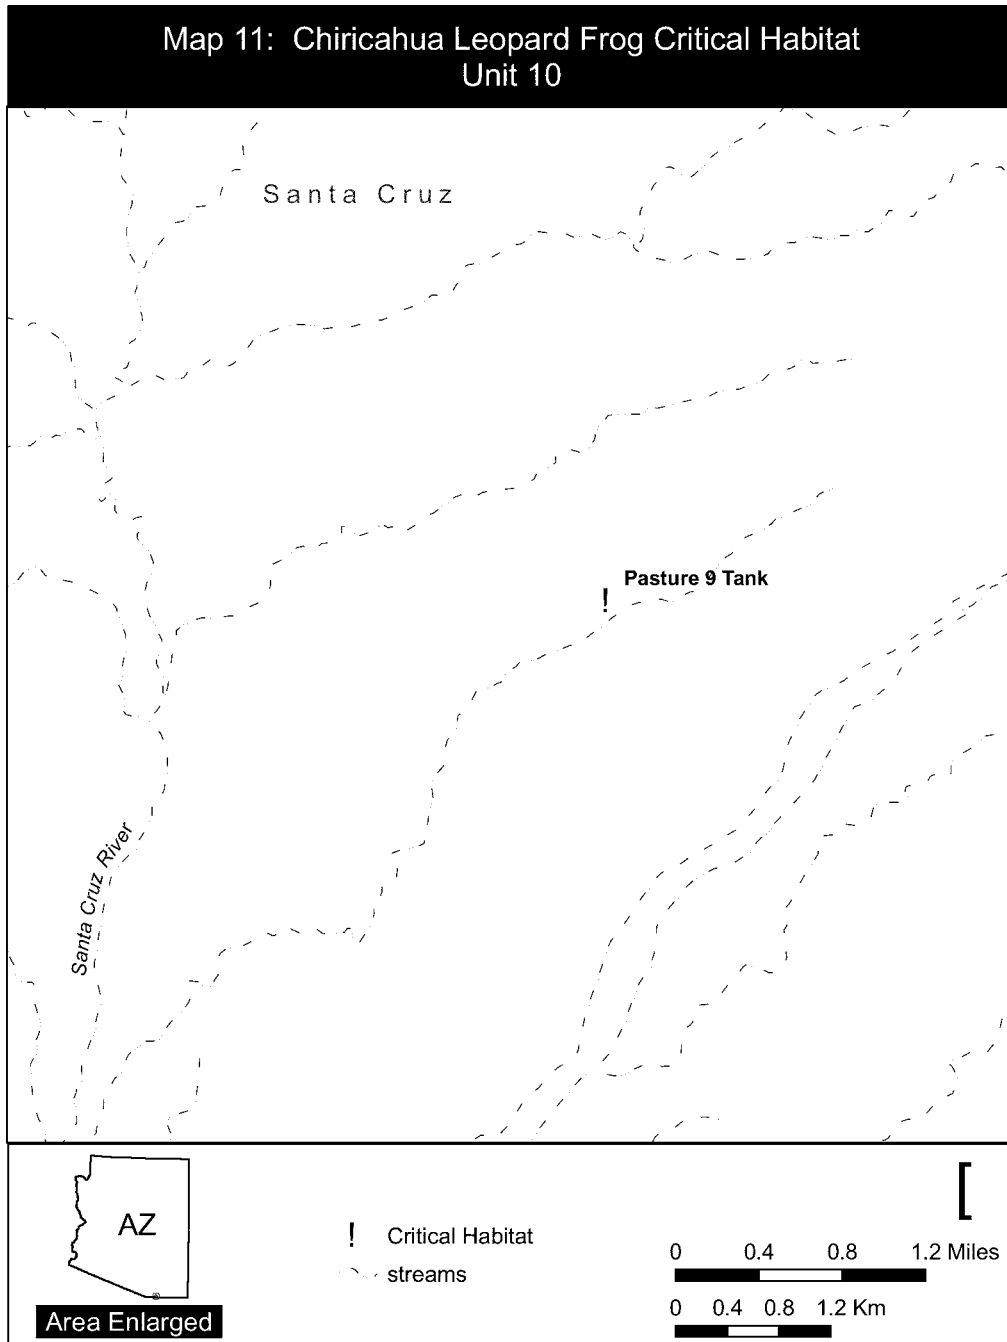 Map 11: Chiricahua Leopard Frog Critical Habitat
Unit 10
Santa Cruz
Pasture 9 Tank
!
Santa Cruz River
AZ
Area Enlarged
! Critical Habitat
streams
[
0 0.4 0.8 1.2 Miles
0 0.4 0.8 1.2 Km